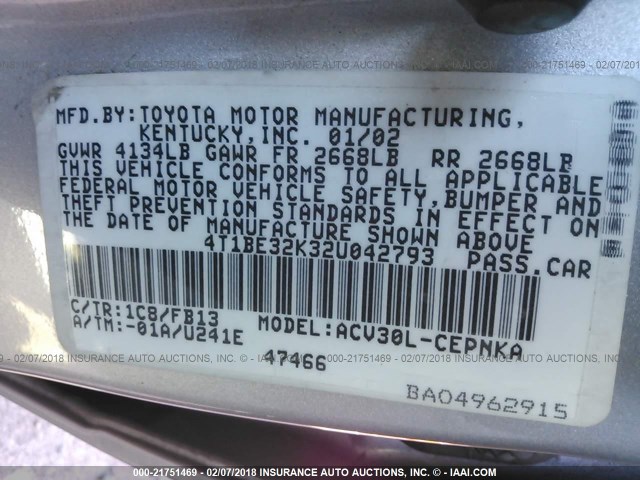 000-21751469 - 02/07/2018 INSURANCE AUTO AUCTIONS, INC. © - IAAI.COM
MFD.BY:TOYOTA MOTOR MANUFACTURING,
KENTUCKY,INC. 01/02
GVWR 4134LB GAWR FR 2668LB RR 2668LB
THIS VEHICLE CONFORMS TO ALL APPLICABLE
FEDERAL MOTOR VEHICLE SAFETY,BUMPER AND
THEFT PREVENTION STANDARDS IN EFFECT ON
THE DATE OF MANUFACTURE SHOWN ABOVE
4T1BE32K32U042793 PASS.CAR
C/TR:1C8/FB13 MODEL:ACV30L-CEPNKA
A/TM:-01A/U241E
47466
BA04962915
000-21751469 - 02/07/2018 INSURANCE AUTO AUCTIONS, INC. © - IAAI.COM